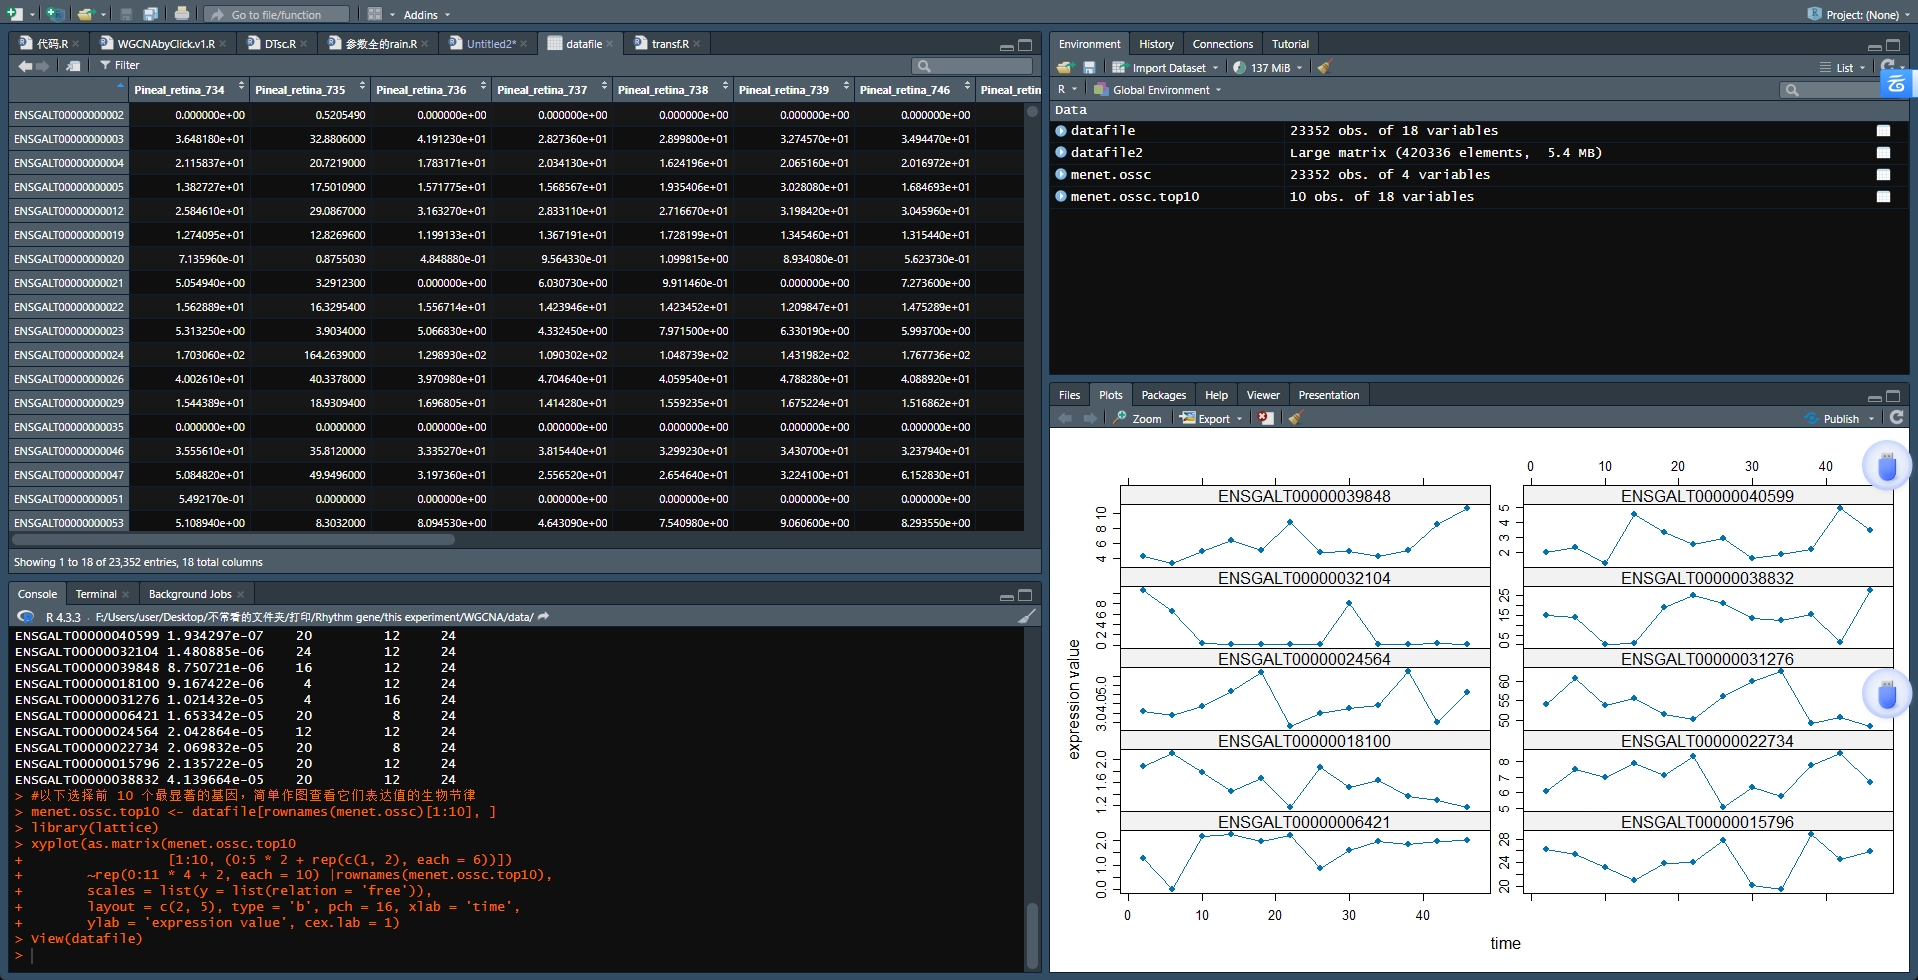 Go to file/function
Addins
Project: (None)
代码.R
WGCNAbyClick.v1.R
DTsc.R
参数全的rain.R
Untitled2*
datafile
transf.R
Filter
Pineal_retina_734 Pineal_retina_735 Pineal_retina_736 Pineal_retina_737 Pineal_retina_738 Pineal_retina_739 Pineal_retina_746 Pineal_retin
ENSGALT00000000002 0.000000e+00 0.5205490 0.000000e+00 0.000000e+00 0.000000e+00 0.000000e+00 0.000000e+00
ENSGALT00000000003 3.648180e+01 32.8806000 4.191230e+01 2.827360e+01 2.899800e+01 3.274570e+01 3.494470e+01
ENSGALT00000000004 2.115837e+01 20.7219000 1.783171e+01 2.034130e+01 1.624196e+01 2.065160e+01 2.016972e+01
ENSGALT00000000005 1.382727e+01 17.5010900 1.571775e+01 1.568567e+01 1.935406e+01 3.028080e+01 1.684693e+01
ENSGALT00000000012 2.584610e+01 29.0867000 3.163270e+01 2.833110e+01 2.716670e+01 3.198420e+01 3.045960e+01
ENSGALT00000000019 1.274095e+01 12.8269600 1.199133e+01 1.367191e+01 1.728199e+01 1.345460e+01 1.315440e+01
ENSGALT00000000020 7.135960e-01 0.8755030 4.848880e-01 9.564330e-01 1.099815e+00 8.934080e-01 5.623730e-01
ENSGALT00000000021 5.054940e+00 3.2912300 0.000000e+00 6.030730e+00 9.911460e-01 0.000000e+00 7.273600e+00
ENSGALT00000000022 1.562889e+01 16.3295400 1.556714e+01 1.423946e+01 1.423452e+01 1.209847e+01 1.475289e+01
ENSGALT00000000023 5.313250e+00 3.9034000 5.066830e+00 4.332450e+00 7.971500e+00 6.330190e+00 5.993700e+00
ENSGALT00000000024 1.703060e+02 164.2639000 1.298930e+02 1.090302e+02 1.048739e+02 1.431982e+02 1.767736e+02
ENSGALT00000000026 4.002610e+01 40.3378000 3.970980e+01 4.704640e+01 4.059540e+01 4.788280e+01 4.088920e+01
ENSGALT00000000029 1.544389e+01 18.9309400 1.696805e+01 1.414280e+01 1.559235e+01 1.675224e+01 1.516862e+01
ENSGALT00000000035 0.000000e+00 0.0000000 0.000000e+00 0.000000e+00 0.000000e+00 0.000000e+00 0.000000e+00
ENSGALT00000000046 3.555610e+01 35.8120000 3.335270e+01 3.815440e+01 3.299230e+01 3.430700e+01 3.237940e+01
ENSGALT00000000047 5.084820e+01 49.9496000 3.197360e+01 2.556520e+01 2.654640e+01 3.224100e+01 6.152830e+01
ENSGALT00000000051 5.492170e-01 0.0000000 0.000000e+00 0.000000e+00 0.000000e+00 0.000000e+00 0.000000e+00
ENSGALT00000000053 5.108940e+00 8.3032000 8.094530e+00 4.643090e+00 7.540980e+00 9.060600e+00 8.293550e+00
Showing 1 to 18 of 23,352 entries, 18 total columns
Console Terminal Background Jobs
R 4.3.3 · F:/Users/user/Desktop/不常看的文件夹/打印/Rhythm gene/this experiment/WGCNA/data/
ENSGALT00000040599 1.934297e-07 20 12 24
ENSGALT00000032104 1.480885e-06 24 12 24
ENSGALT00000039848 8.750721e-06 16 12 24
ENSGALT00000018100 9.167422e-06 4 12 24
ENSGALT00000031276 1.021432e-05 4 16 24
ENSGALT00000006421 1.653342e-05 20 8 24
ENSGALT00000024564 2.042864e-05 12 12 24
ENSGALT00000022734 2.069832e-05 20 8 24
ENSGALT00000015796 2.135722e-05 20 12 24
ENSGALT00000038832 4.139664e-05 20 12 24
> #以下选择前 10 个最显著的基因，简单作图查看它们表达值的生物节律
> menet.ossc.top10 <- datafile[rownames(menet.ossc)[1:10], ]
> library(lattice)
> xyplot(as.matrix(menet.ossc.top10
+ [1:10, (0:5 * 2 + rep(c(1, 2), each = 6))])
+ ~rep(0:11 * 4 + 2, each = 10) |rownames(menet.ossc.top10),
+ scales = list(y = list(relation = 'free')),
+ layout = c(2, 5), type = 'b', pch = 16, xlab = 'time',
+ ylab = 'expression value', cex.lab = 1)
> View(datafile)
>
Environment History Connections Tutorial
Import Dataset 137 MiB List
R Global Environment
Data
datafile 23352 obs. of 18 variables
datafile2 Large matrix (420336 elements, 5.4 MB)
menet.ossc 23352 obs. of 4 variables
menet.ossc.top10 10 obs. of 18 variables
Files Plots Packages Help Viewer Presentation
Zoom Export Publish
0 10 20 30 40
ENSGALT00000039848 ENSGALT00000040599
4 6 8 10
2 3 4 5
ENSGALT00000032104 ENSGALT00000038832
0 2 4 6 8
0 5 15 25
ENSGALT00000024564 ENSGALT00000031276
3.0 4.0 5.0
50 55 60
ENSGALT00000018100 ENSGALT00000022734
1.2 1.6 2.0
5 6 7 8
ENSGALT00000006421 ENSGALT00000015796
0.0 1.0 2.0
20 24 28
0 10 20 30 40
expression value
time